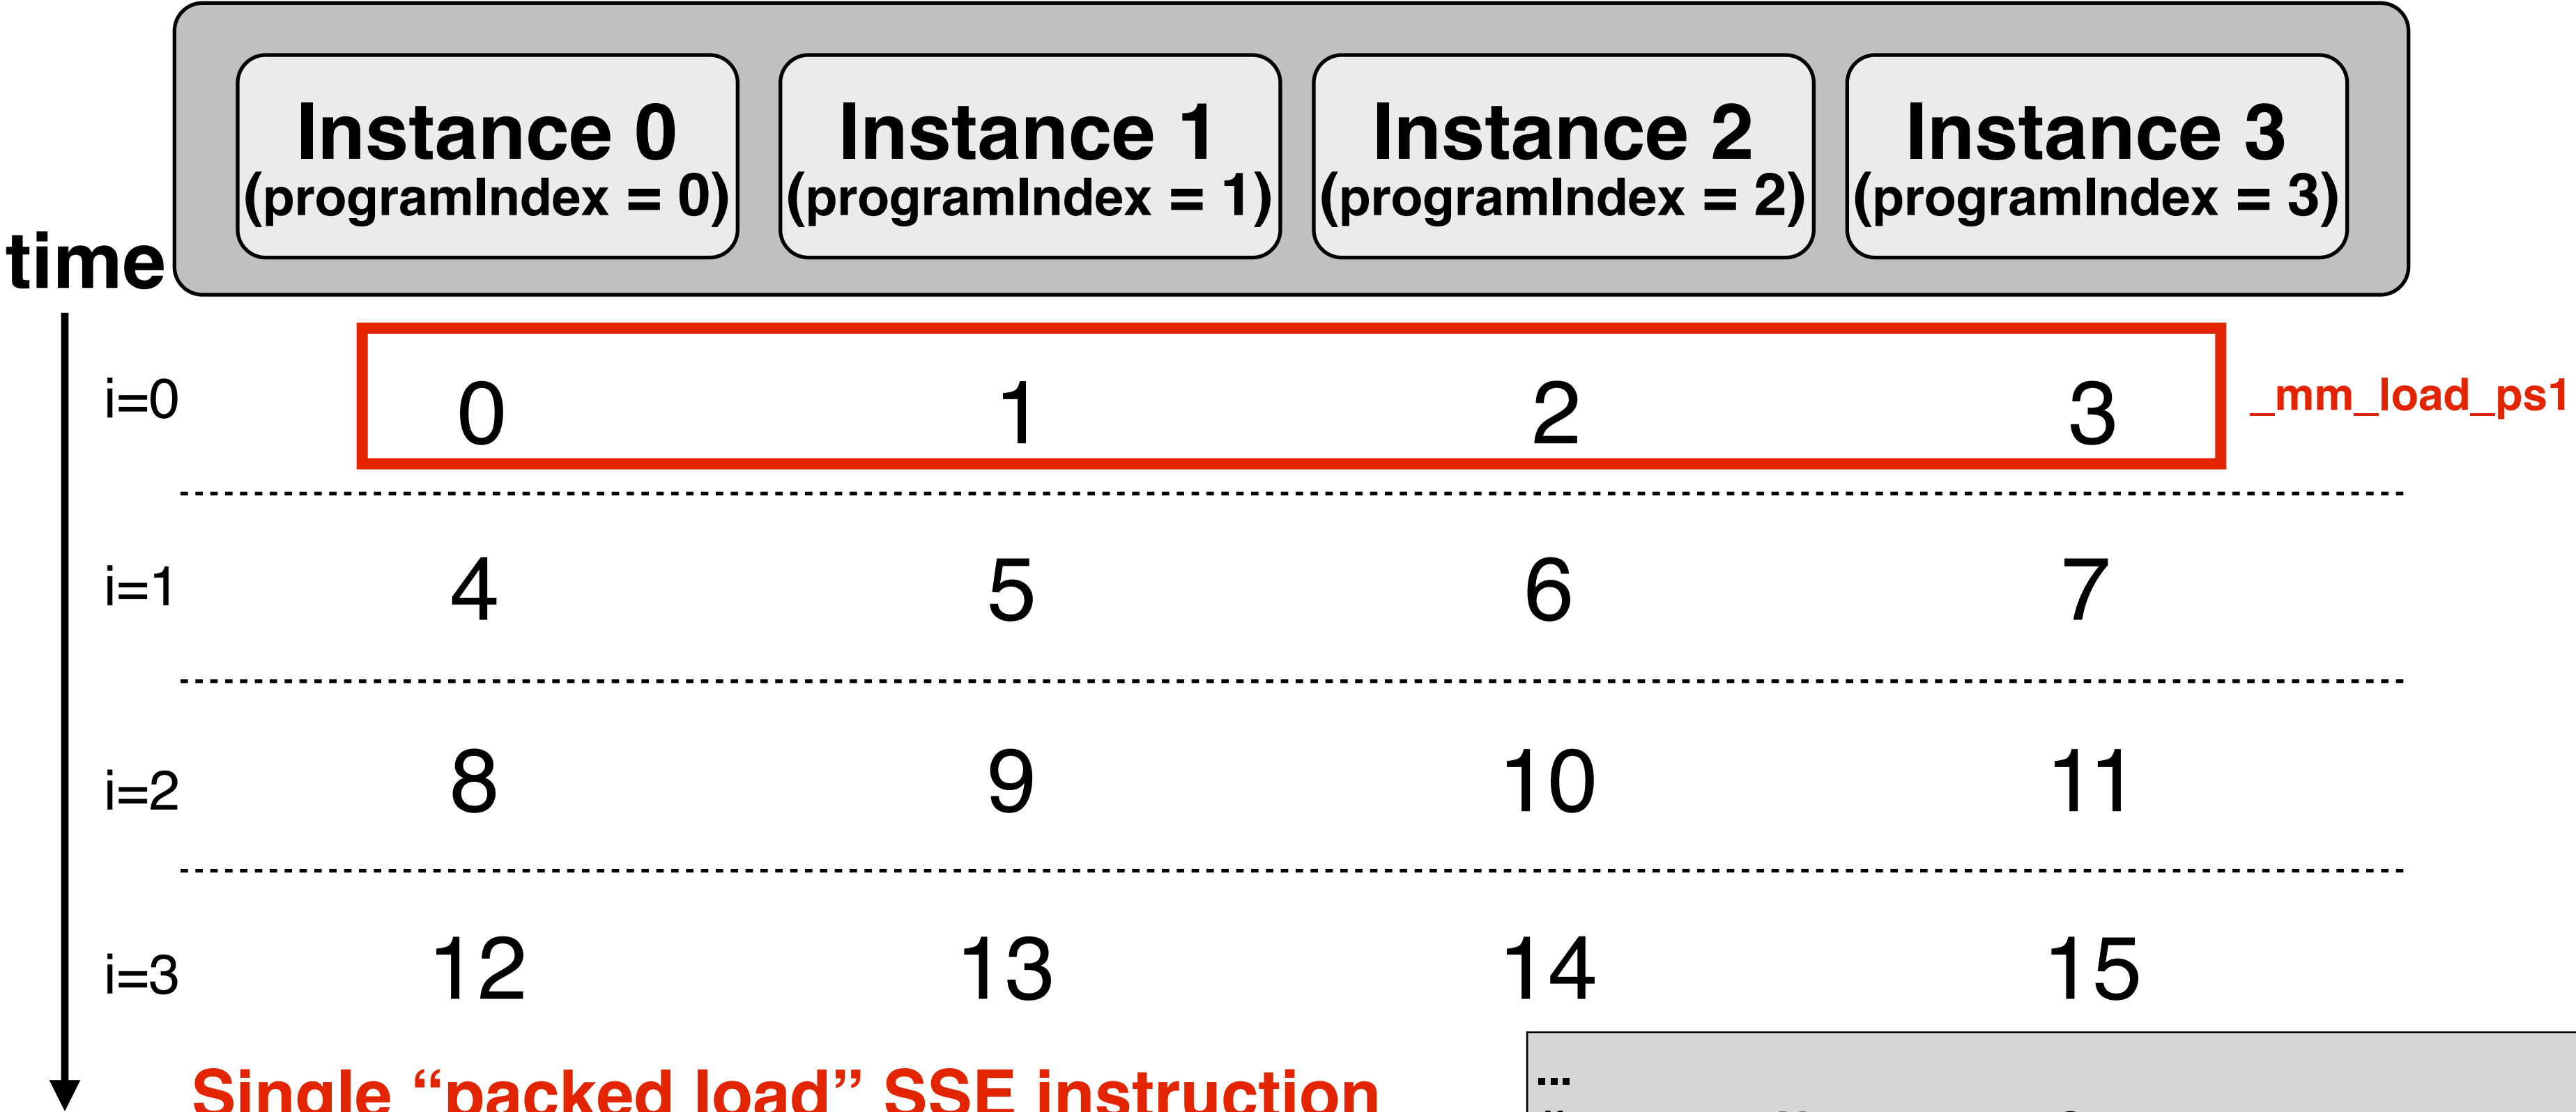 Instance 0 Instance 1 Instance 2 Instance 3
(programIndex = 0) (programIndex = 1) (programIndex = 2) (programIndex = 3)
time
i=0 0 1 2 3 _mm_load_ps1
i=1 4 5 6 7
i=2 8 9 10 11
i=3 12 13 14 15
Single “packed load” SSE instruction
...